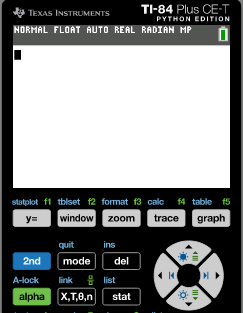 TEXAS INSTRUMENTS TI-84 Plus CE-T
PYTHON EDITION
NORMAL FLOAT AUTO REAL RADIAN MP
statplot f1 tblset f2 format f3 calc f4 table f5
y= window zoom trace graph
quit ins
2nd mode del
A-lock link list
alpha X,T,θ,n stat